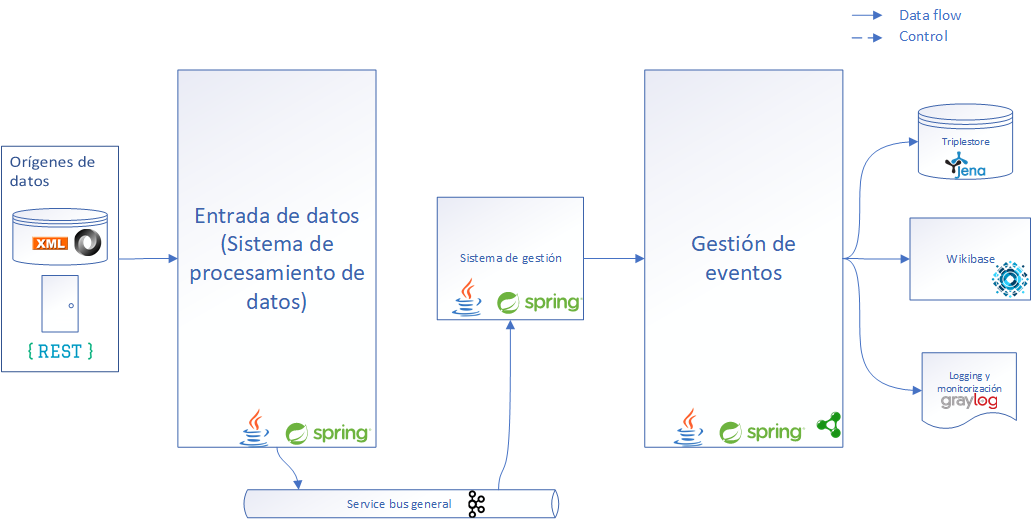 Data flow
Control
Orígenes de
datos
XML
{ REST }
Entrada de datos
(Sistema de
procesamiento de
datos)
spring
Service bus general
Sistema de gestión
spring
Gestión de
eventos
spring
Triplestore
Jena
Wikibase
Logging y
monitorización
graylog